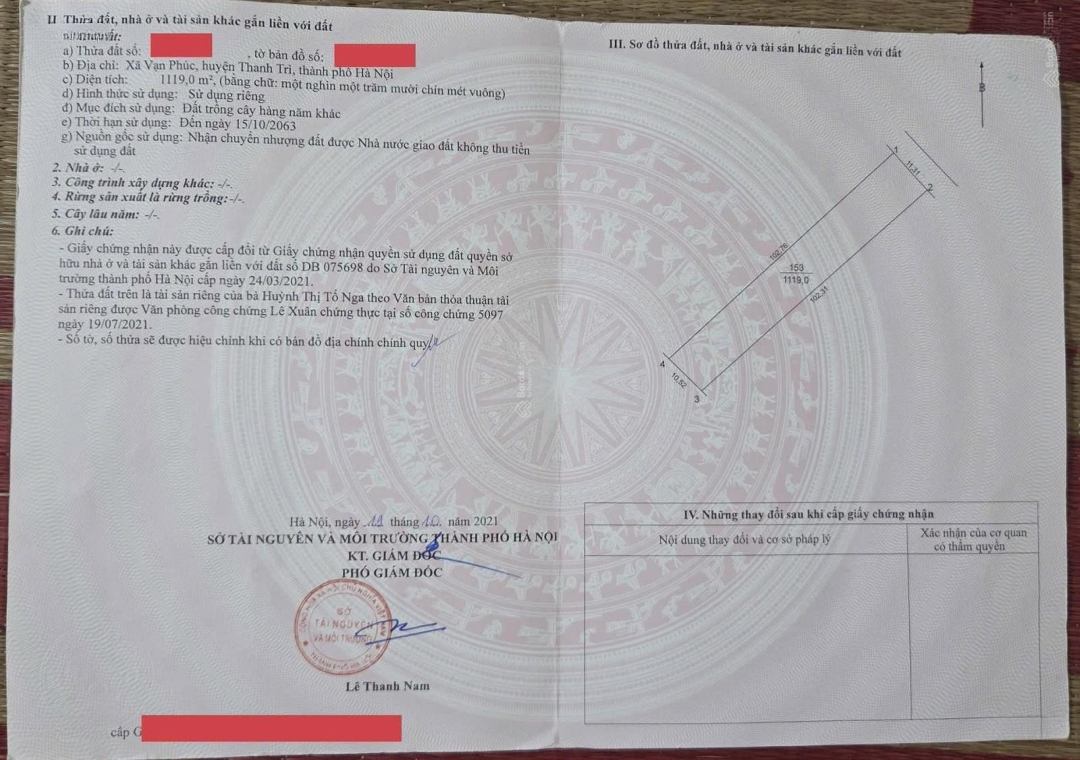 II Thửa đất, nhà ở và tài sản khác gắn liền với đất
a) Thửa đất số: , tờ bản đồ số:
b) Địa chỉ: Xã Vạn Phúc, huyện Thanh Trì, thành phố Hà Nội
c) Diện tích: 1119,0 m², (bằng chữ: một nghìn một trăm mười chín mét vuông)
d) Hình thức sử dụng: Sử dụng riêng
đ) Mục đích sử dụng: Đất trồng cây hàng năm khác
e) Thời hạn sử dụng: Đến ngày 15/10/2063
g) Nguồn gốc sử dụng: Nhận chuyển nhượng đất được Nhà nước giao đất không thu tiền
sử dụng đất
2. Nhà ở: -/-.
3. Công trình xây dựng khác: -/-.
4. Rừng sản xuất là rừng trồng:-/-.
5. Cây lâu năm: -/-.
6. Ghi chú:
- Giấy chứng nhận này được cấp đổi từ Giấy chứng nhận quyền sử dụng đất quyền sở
hữu nhà ở và tài sản khác gắn liền với đất số DB 075698 do Sở Tài nguyên và Môi
trường thành phố Hà Nội cấp ngày 24/03/2021.
- Thửa đất trên là tài sản riêng của bà Huỳnh Thị Tố Nga theo Văn bản thỏa thuận tài
sản riêng được Văn phòng công chứng Lê Xuân chứng thực tại số công chứng 5097
ngày 19/07/2021.
- Số tờ, số thửa sẽ được hiệu chỉnh khi có bản đồ địa chính chính quy
Hà Nội, ngày 11 tháng 10. năm 2021
SỞ TÀI NGUYÊN VÀ MÔI TRƯỜNG THÀNH PHỐ HÀ NỘI
KT. GIÁM ĐỐC
PHÓ GIÁM ĐỐC
SỞ
TÀI NGUYÊN
VÀ MÔI TRƯỜNG
Lê Thanh Nam
cấp G
III. Sơ đồ thửa đất, nhà ở và tài sản khác gắn liền với đất
B
1
11.31
2
102.76
153
1119,0
102.31
4
10.52
3
IV. Những thay đổi sau khi cấp giấy chứng nhận
Nội dung thay đổi và cơ sở pháp lý
Xác nhận của cơ quan
có thẩm quyền